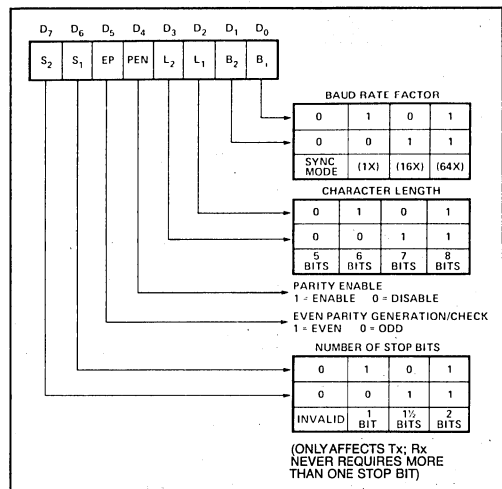 D7 D6 D5 D4 D3 D2 D1 D0
S2 S1 EP PEN L2 L1 B2 B1
BAUD RATE FACTOR
0 1 0 1
0 0 1 1
SYNC MODE (1X) (16X) (64X)
CHARACTER LENGTH
0 1 0 1
0 0 1 1
5 BITS 6 BITS 7 BITS 8 BITS
PARITY ENABLE
1 = ENABLE 0 = DISABLE
EVEN PARITY GENERATION/CHECK
1 = EVEN 0 = ODD
NUMBER OF STOP BITS
0 1 0 1
0 0 1 1
INVALID 1 BIT 1½ BITS 2 BITS
(ONLY AFFECTS Tx; Rx
NEVER REQUIRES MORE
THAN ONE STOP BIT)